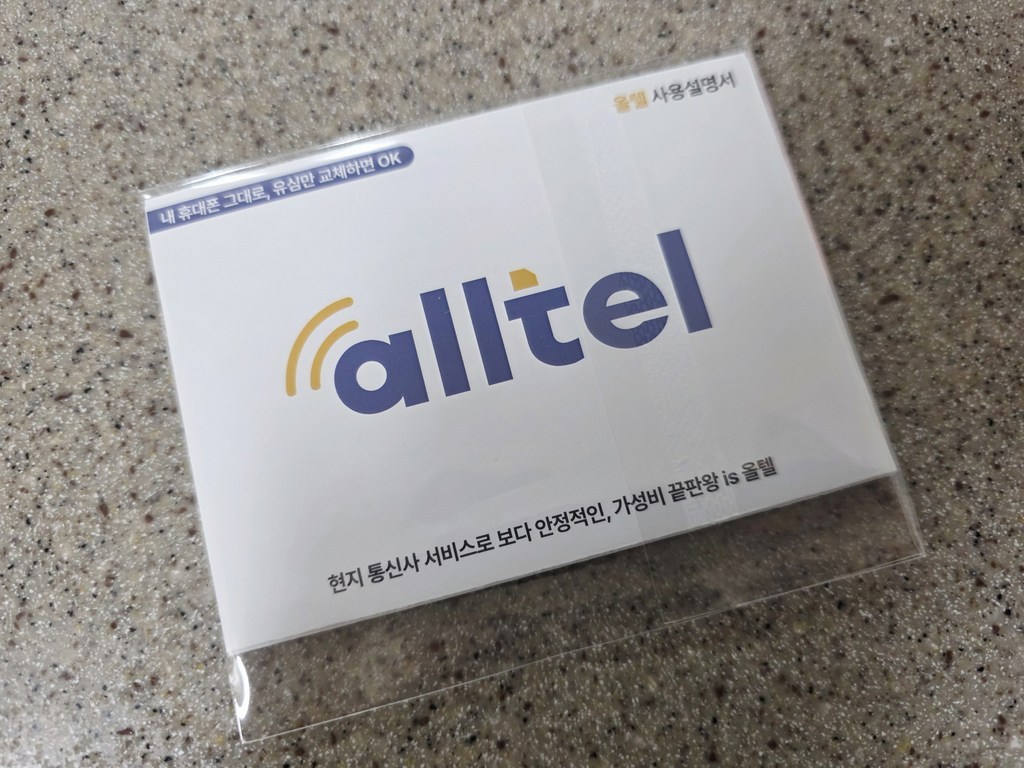 올텔 사용설명서
내 휴대폰 그대로, 유심만 교체하면 OK
alltel
현지 통신사 서비스로 보다 안정적인, 가성비 끝판왕 is 올텔